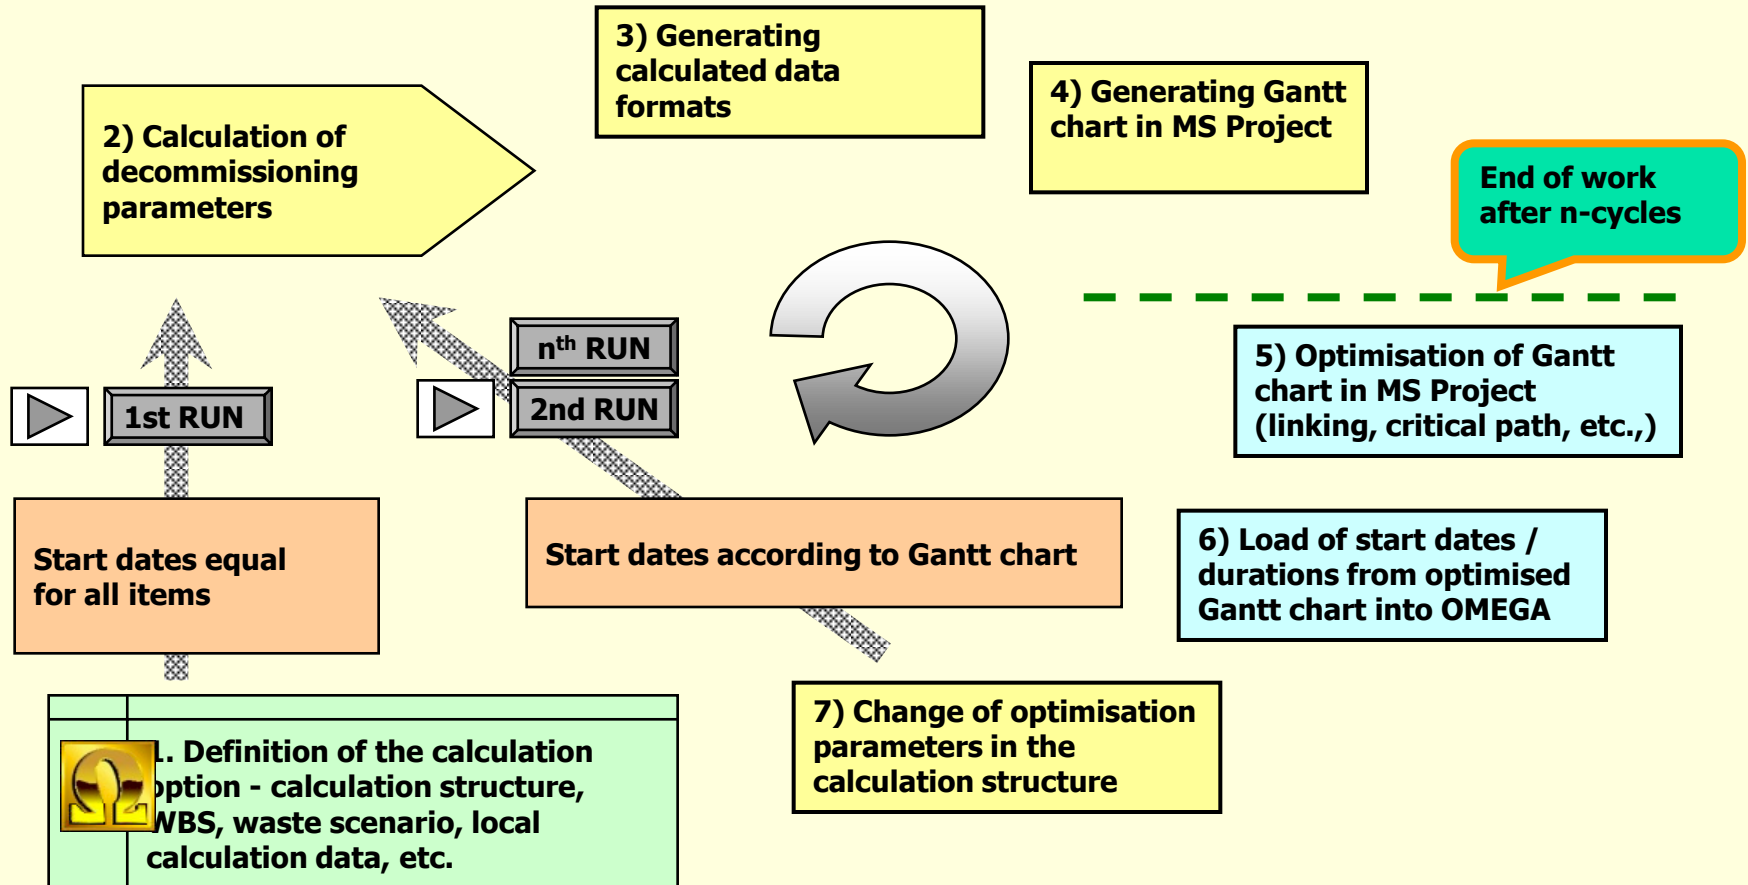 3) Generating
calculated data
formats
4) Generating Gantt
chart in MS Project
2) Calculation of
decommissioning
parameters
End of work
after n-cycles
nth RUN
2nd RUN
1st RUN
5) Optimisation of Gantt
chart in MS Project
(linking, critical path, etc.,)
Start dates equal
for all items
Start dates according to Gantt chart
6) Load of start dates /
durations from optimised
Gantt chart into OMEGA
7) Change of optimisation
parameters in the
calculation structure
1. Definition of the calculation
option - calculation structure,
WBS, waste scenario, local
calculation data, etc.